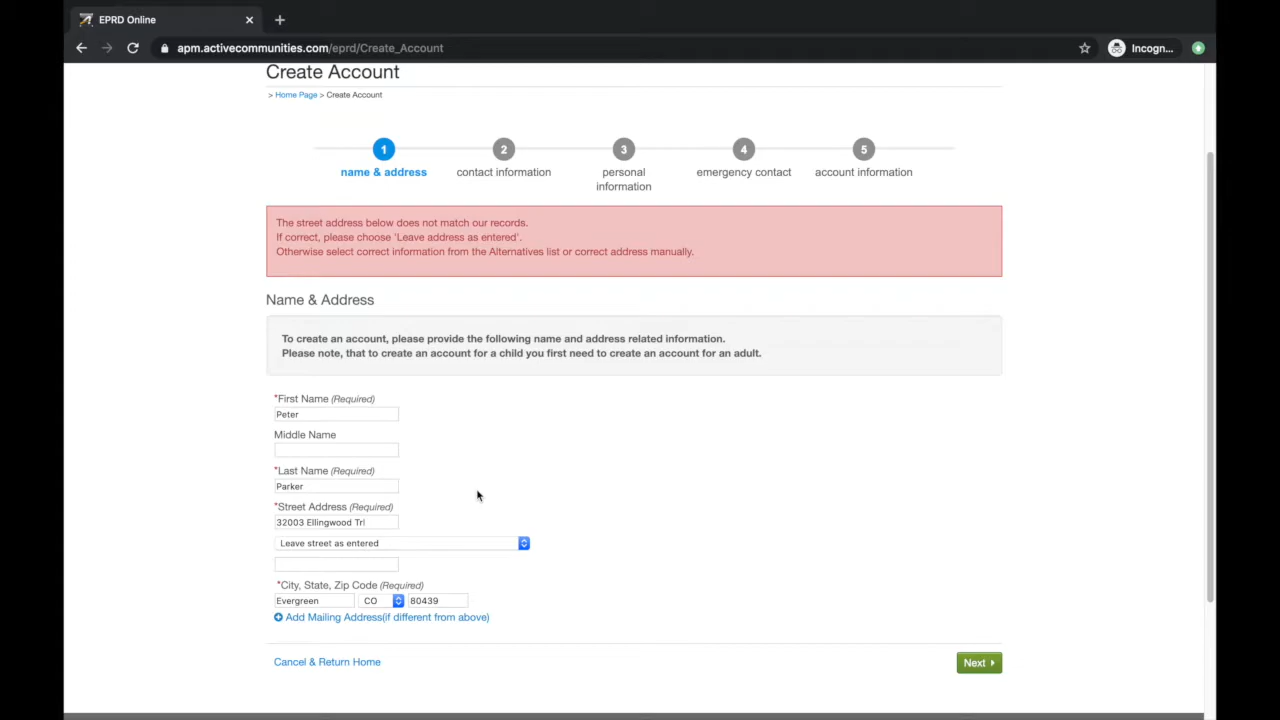 EPRD Online
apm.activecommunities.com/eprd/Create_Account
Incogn...
Create Account
> Home Page > Create Account
1 2 3 4 5
name & address contact information personal information emergency contact account information
The street address below does not match our records.
If correct, please choose 'Leave address as entered'.
Otherwise select correct information from the Alternatives list or correct address manually.
Name & Address
To create an account, please provide the following name and address related information.
Please note, that to create an account for a child you first need to create an account for an adult.
*First Name (Required)
Peter
Middle Name
*Last Name (Required)
Parker
*Street Address (Required)
32003 Ellingwood Trl
Leave street as entered
*City, State, Zip Code (Required)
Evergreen CO 80439
Add Mailing Address(if different from above)
Cancel & Return Home Next